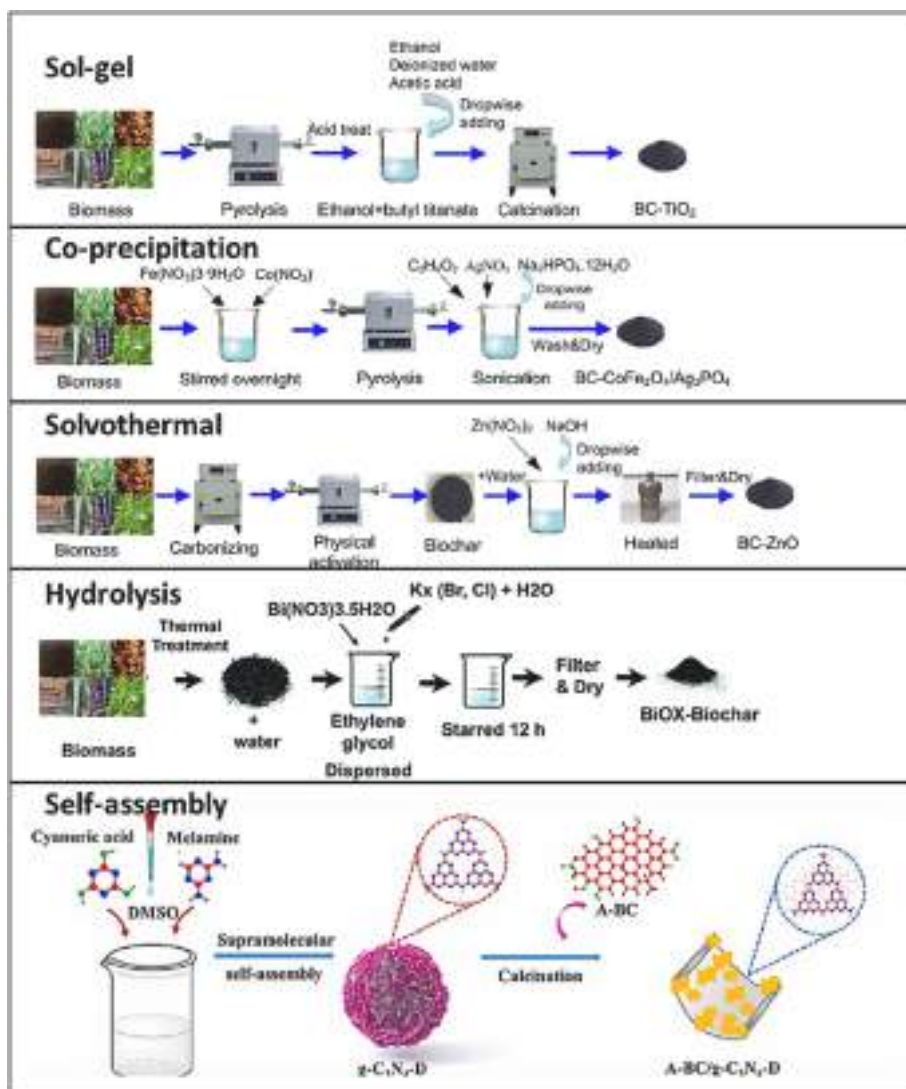 Sol-gel
Ethanol
Deionized water
Acetic acid
Dropwise
adding
Acid treat
Biomass
Pyrolysis
Ethanol+butyl titanate
Calcination
BC-TiO₂
Co-precipitation
Fe(NO₃)3·9H₂O
Co(NO₃)
AgNO₃
Na₂HPO₄.12H₂O
Dropwise
adding
Wash&Dry
Biomass
Stirred overnight
Pyrolysis
Sonication
BC-CoFe₂O₄/Ag₃PO₄
Solvothermal
Zn(NO₃)₂
NaOH
Dropwise
adding
+Water
Filter&Dry
Biomass
Carbonizing
Physical
activation
Biochar
Heated
BC-ZnO
Hydrolysis
Kx (Br, Cl) + H2O
Bi(NO3)3.5H2O
Thermal
Treatment
Filter
& Dry
+
water
Ethylene
glycol
Dispersed
Starred 12 h
BiOX-Biochar
Biomass
Self-assembly
Cyanuric acid
Melamine
DMSO
Supramolecular
self-assembly
A-BC
Calcination
g-C₃N₄-D
A-BC/g-C₃N₄-D